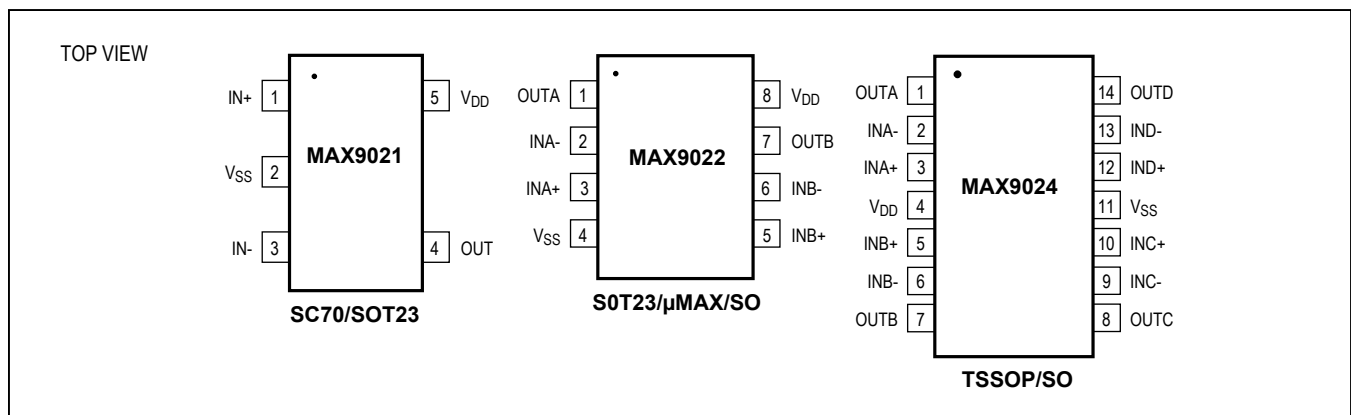 TOP VIEW
IN+ 1
VSS 2
IN- 3
MAX9021
5 VDD
4 OUT
SC70/SOT23
OUTA 1
INA- 2
INA+ 3
VSS 4
MAX9022
8 VDD
7 OUTB
6 INB-
5 INB+
S0T23/µMAX/SO
OUTA 1
INA- 2
INA+ 3
VDD 4
INB+ 5
INB- 6
OUTB 7
MAX9024
14 OUTD
13 IND-
12 IND+
11 VSS
10 INC+
9 INC-
8 OUTC
TSSOP/SO